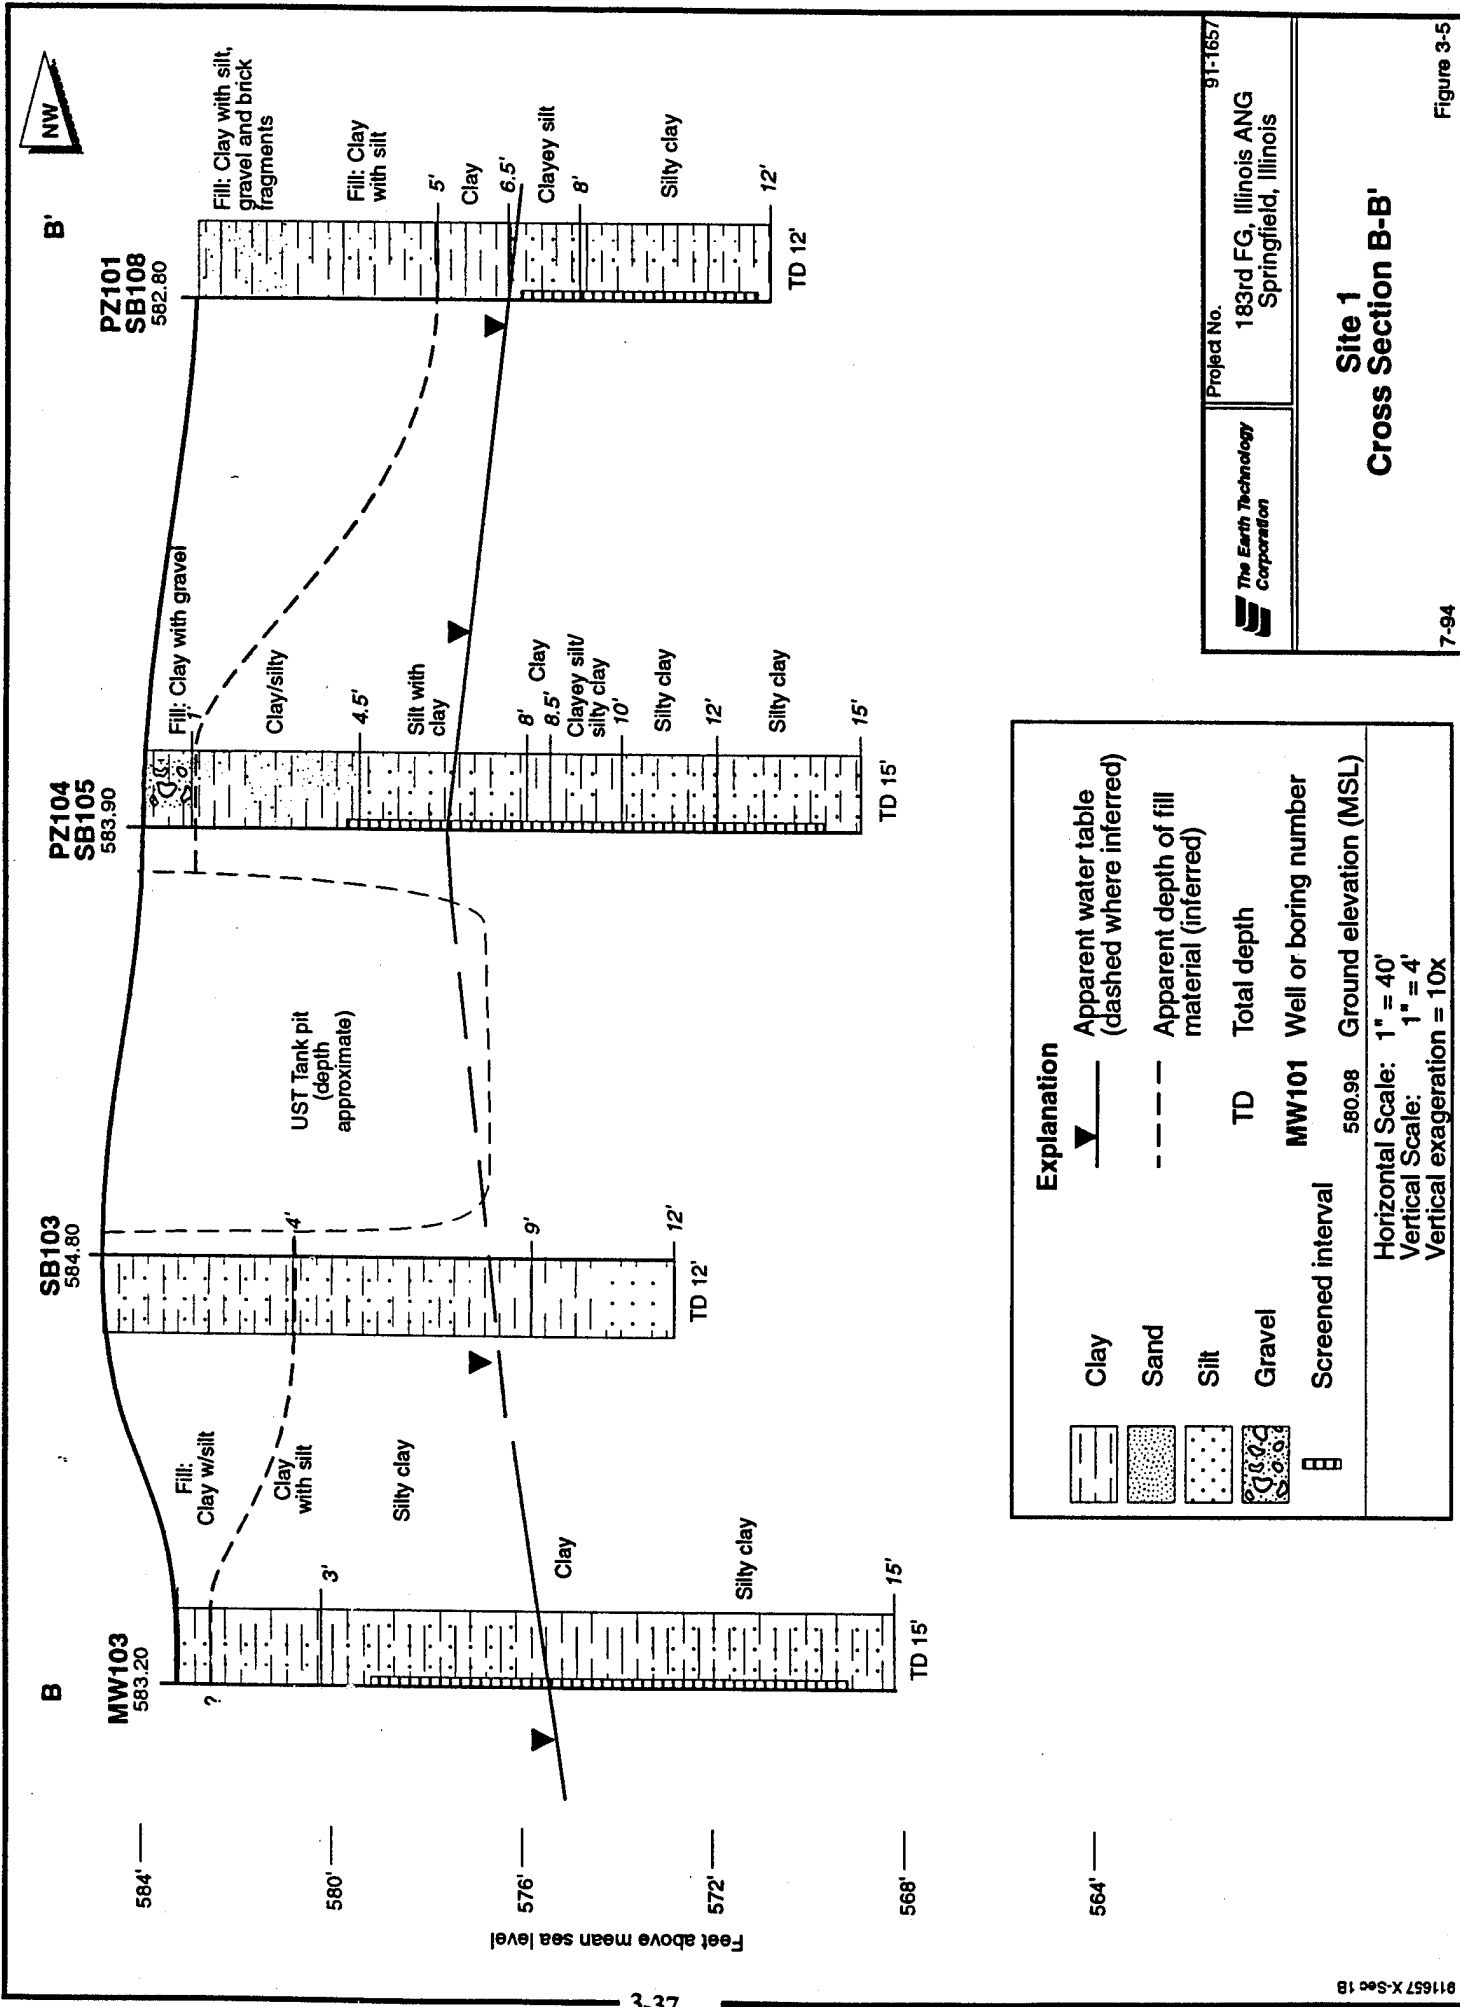 B
B'
NW
MW103
583.20
SB103
584.80
PZ104
SB105
583.90
PZ101
SB108
582.80
584'
580'
576'
572'
568'
564'
Feet above mean sea level
?
Fill:
Clay w/silt
Clay
with silt
3'
Silty clay
Clay
Silty clay
15'
TD 15'
4'
9'
12'
TD 12'
UST Tank pit
(depth
approximate)
Fill: Clay with gravel
1'
Clay/silty
4.5'
Silt with
clay
8'
Clay
8.5'
Clayey silt/
silty clay
10'
Silty clay
12'
Silty clay
15'
TD 15'
Fill: Clay with silt,
gravel and brick
fragments
Fill: Clay
with silt
5'
Clay
6.5'
Clayey silt
8'
Silty clay
12'
TD 12'
Explanation
Clay
Sand
Silt
Gravel
Screened interval
Apparent water table
(dashed where inferred)
Apparent depth of fill
material (inferred)
TD Total depth
MW101 Well or boring number
580.98 Ground elevation (MSL)
Horizontal Scale: 1" = 40'
Vertical Scale: 1" = 4'
Vertical exageration = 10x
The Earth Technology
Corporation
Project No.
91-1657
183rd FG, Illinois ANG
Springfield, Illinois
Site 1
Cross Section B-B'
7-94
Figure 3-5
911657 X-Sec 1B
3-37